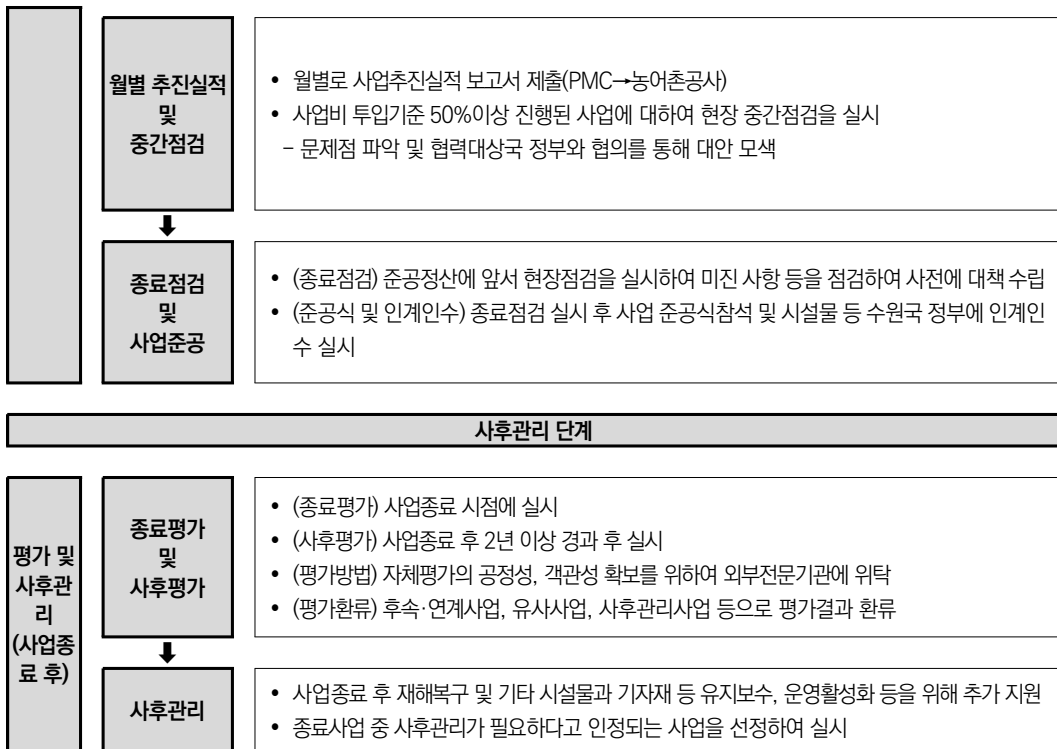 월별 추진실적
및
중간점검
• 월별로 사업추진실적 보고서 제출(PMC→농어촌공사)
• 사업비 투입기준 50%이상 진행된 사업에 대하여 현장 중간점검을 실시
– 문제점 파악 및 협력대상국 정부와 협의를 통해 대안 모색
⬇
종료점검
및
사업준공
• (종료점검) 준공정산에 앞서 현장점검을 실시하여 미진 사항 등을 점검하여 사전에 대책 수립
• (준공식 및 인계인수) 종료점검 실시 후 사업 준공식참석 및 시설물 등 수원국 정부에 인계인
수 실시
사후관리 단계
평가 및
사후관
리
(사업종
료 후)
종료평가
및
사후평가
• (종료평가) 사업종료 시점에 실시
• (사후평가) 사업종료 후 2년 이상 경과 후 실시
• (평가방법) 자체평가의 공정성, 객관성 확보를 위하여 외부전문기관에 위탁
• (평가환류) 후속·연계사업, 유사사업, 사후관리사업 등으로 평가결과 환류
⬇
사후관리
• 사업종료 후 재해복구 및 기타 시설물과 기자재 등 유지보수, 운영활성화 등을 위해 추가 지원
• 종료사업 중 사후관리가 필요하다고 인정되는 사업을 선정하여 실시